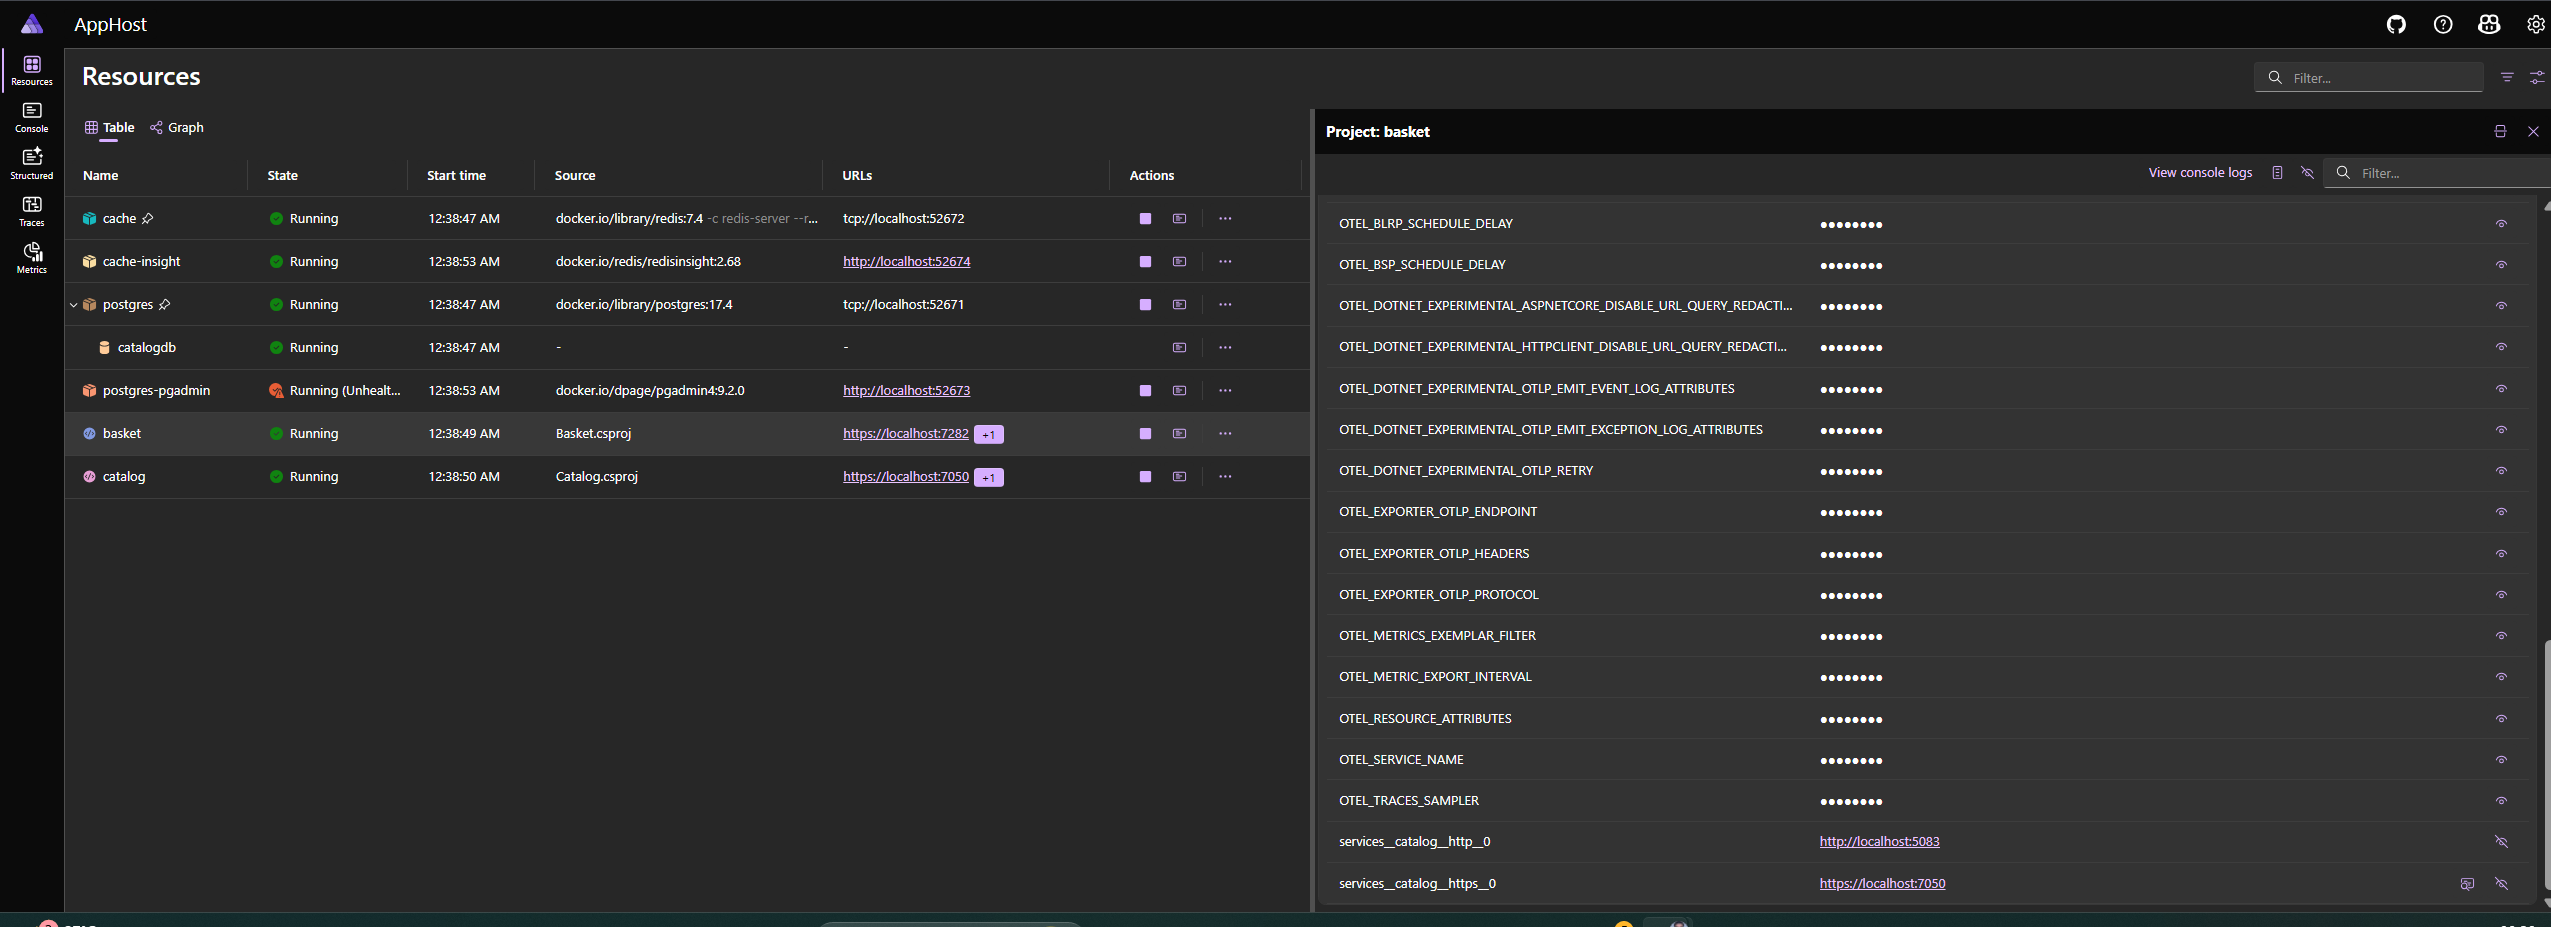 AppHost
Resources
Console
Structured
Traces
Metrics
Resources
Filter...
Table
Graph
Name State Start time Source URLs Actions
cache Running 12:38:47 AM docker.io/library/redis:7.4 -c redis-server --r... tcp://localhost:52672
cache-insight Running 12:38:53 AM docker.io/redis/redisinsight:2.68 http://localhost:52674
postgres Running 12:38:47 AM docker.io/library/postgres:17.4 tcp://localhost:52671
catalogdb Running 12:38:47 AM - -
postgres-pgadmin Running (Unhealt... 12:38:53 AM docker.io/dpage/pgadmin4:9.2.0 http://localhost:52673
basket Running 12:38:49 AM Basket.csproj https://localhost:7282 +1
catalog Running 12:38:50 AM Catalog.csproj https://localhost:7050 +1
Project: basket
View console logs
Filter...
OTEL_BLRP_SCHEDULE_DELAY ●●●●●●●●
OTEL_BSP_SCHEDULE_DELAY ●●●●●●●●
OTEL_DOTNET_EXPERIMENTAL_ASPNETCORE_DISABLE_URL_QUERY_REDACTI... ●●●●●●●●
OTEL_DOTNET_EXPERIMENTAL_HTTPCLIENT_DISABLE_URL_QUERY_REDACTI... ●●●●●●●●
OTEL_DOTNET_EXPERIMENTAL_OTLP_EMIT_EVENT_LOG_ATTRIBUTES ●●●●●●●●
OTEL_DOTNET_EXPERIMENTAL_OTLP_EMIT_EXCEPTION_LOG_ATTRIBUTES ●●●●●●●●
OTEL_DOTNET_EXPERIMENTAL_OTLP_RETRY ●●●●●●●●
OTEL_EXPORTER_OTLP_ENDPOINT ●●●●●●●●
OTEL_EXPORTER_OTLP_HEADERS ●●●●●●●●
OTEL_EXPORTER_OTLP_PROTOCOL ●●●●●●●●
OTEL_METRICS_EXEMPLAR_FILTER ●●●●●●●●
OTEL_METRIC_EXPORT_INTERVAL ●●●●●●●●
OTEL_RESOURCE_ATTRIBUTES ●●●●●●●●
OTEL_SERVICE_NAME ●●●●●●●●
OTEL_TRACES_SAMPLER ●●●●●●●●
services__catalog__http__0 http://localhost:5083
services__catalog__https__0 https://localhost:7050